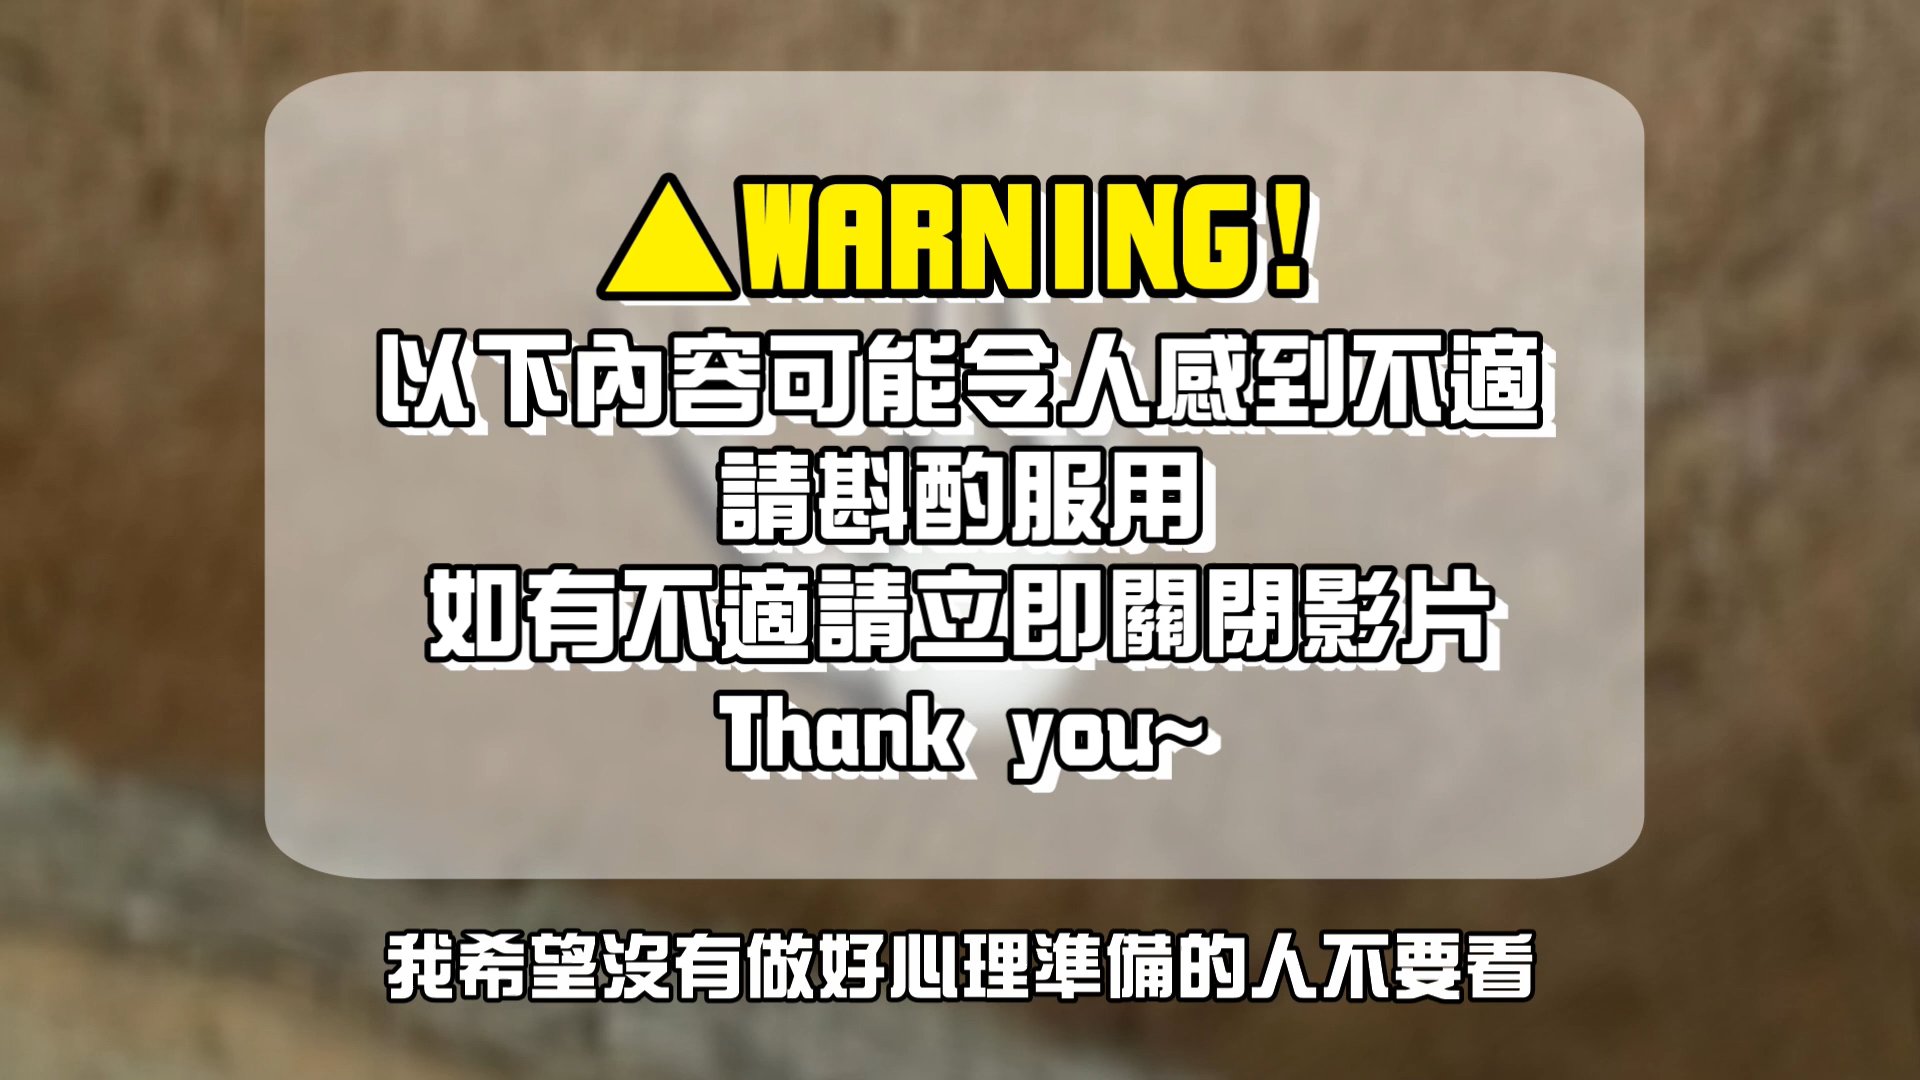 ▲WARNING!
以下內容可能令人感到不適
請斟酌服用
如有不適請立即關閉影片
Thank you~
我希望沒有做好心理準備的人不要看